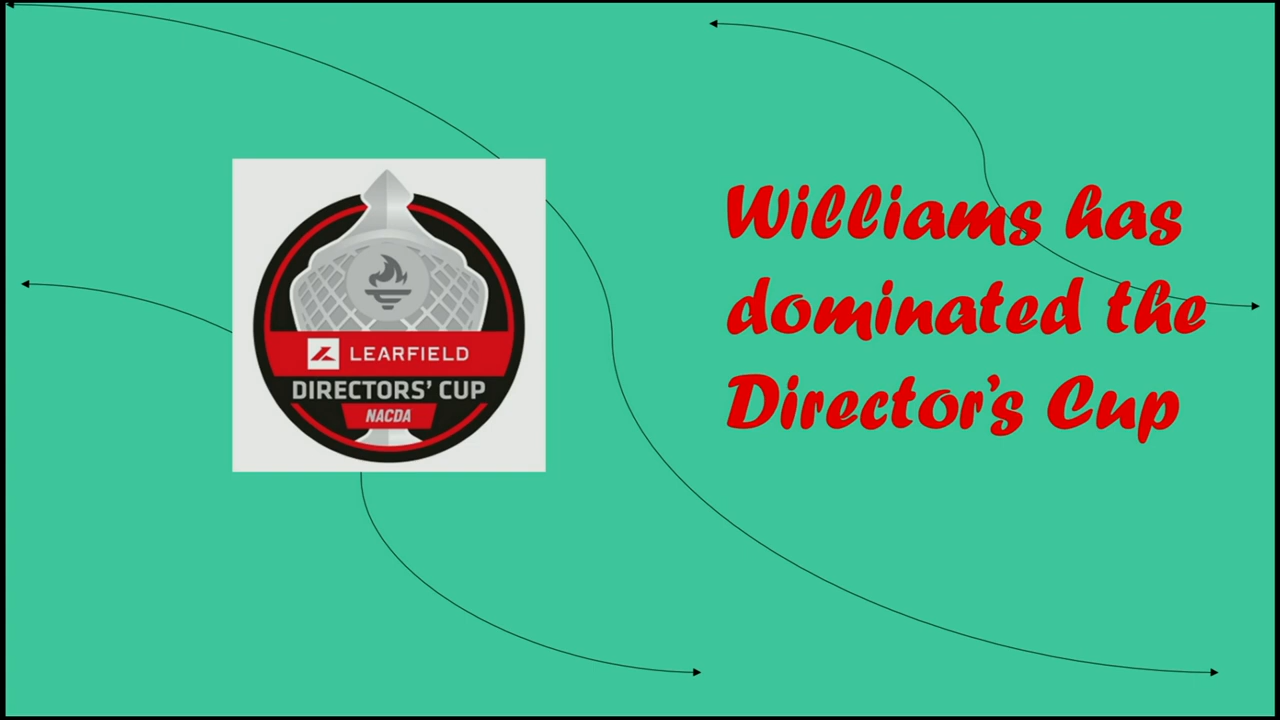 LEARFIELD
DIRECTORS' CUP
NACDA
Williams has
dominated the
Director's Cup